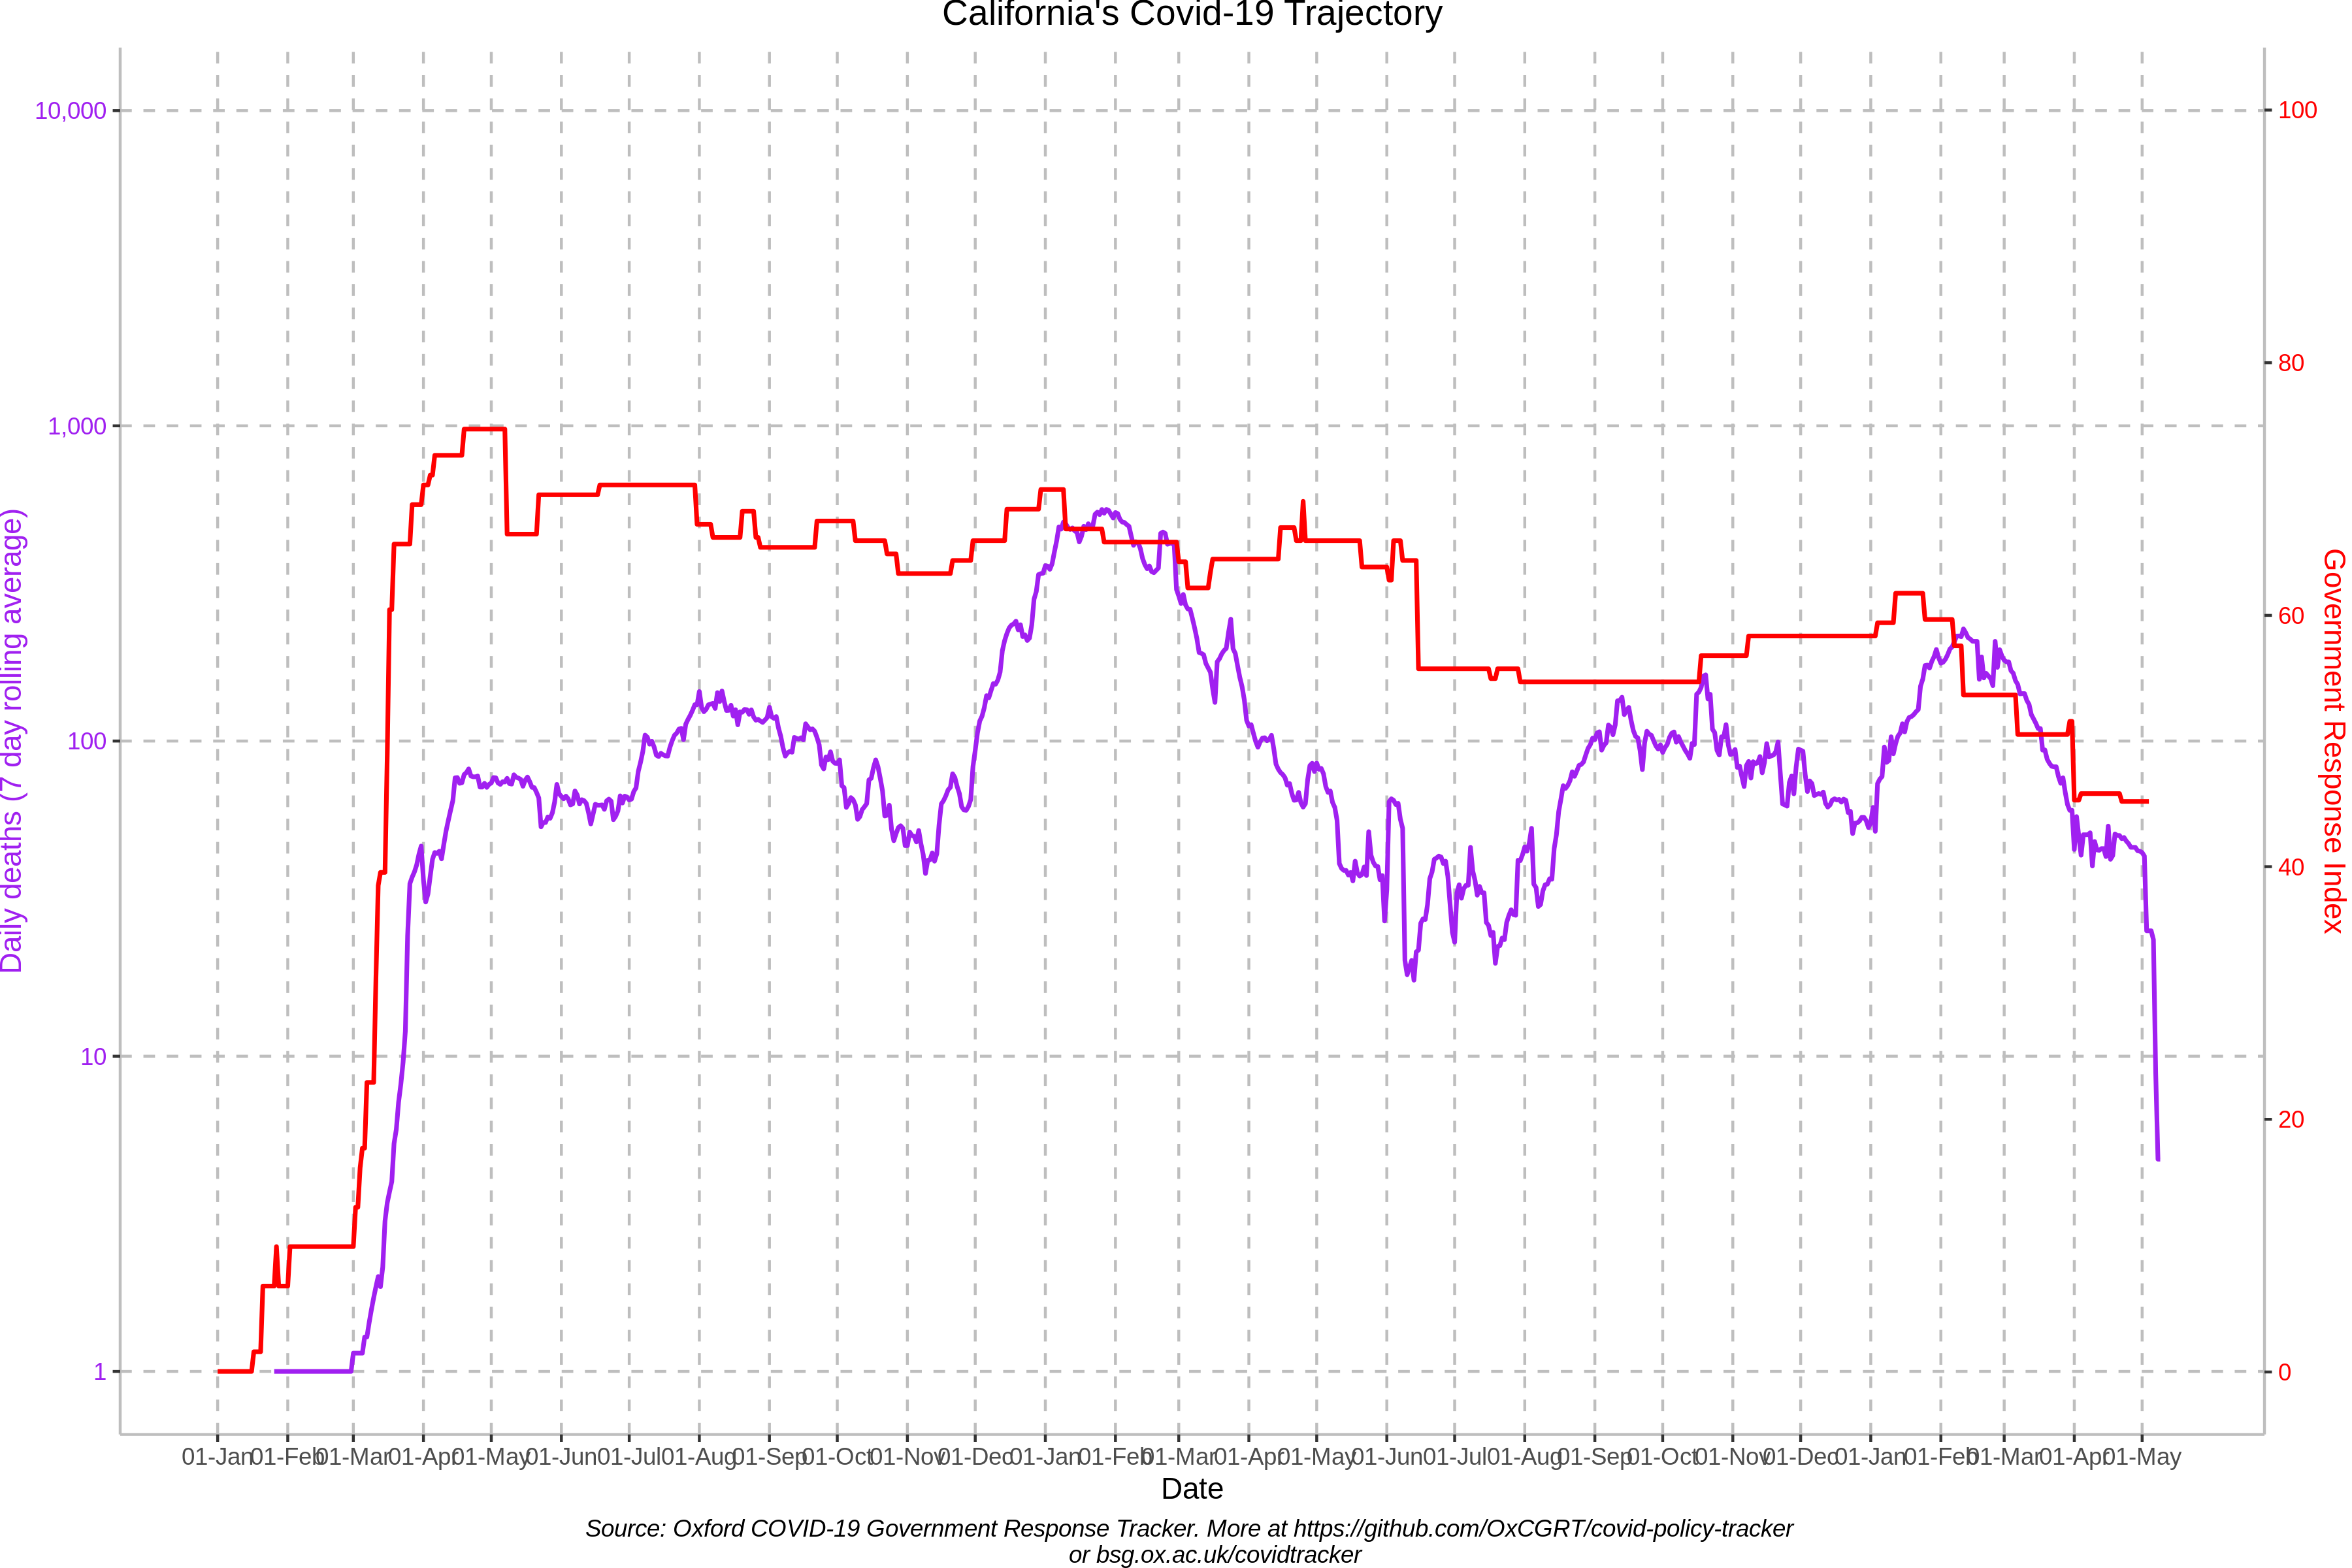 California's Covid-19 Trajectory
10,000
1,000
100
10
1
Daily deaths (7 day rolling average)
100
80
60
40
20
0
Government Response Index
01-Jan 01-Feb 01-Mar 01-Apr 01-May 01-Jun 01-Jul 01-Aug 01-Sep 01-Oct 01-Nov 01-Dec 01-Jan 01-Feb 01-Mar 01-Apr 01-May 01-Jun 01-Jul 01-Aug 01-Sep 01-Oct 01-Nov 01-Dec 01-Jan 01-Feb 01-Mar 01-Apr 01-May
Date
Source: Oxford COVID-19 Government Response Tracker. More at https://github.com/OxCGRT/covid-policy-tracker
or bsg.ox.ac.uk/covidtracker